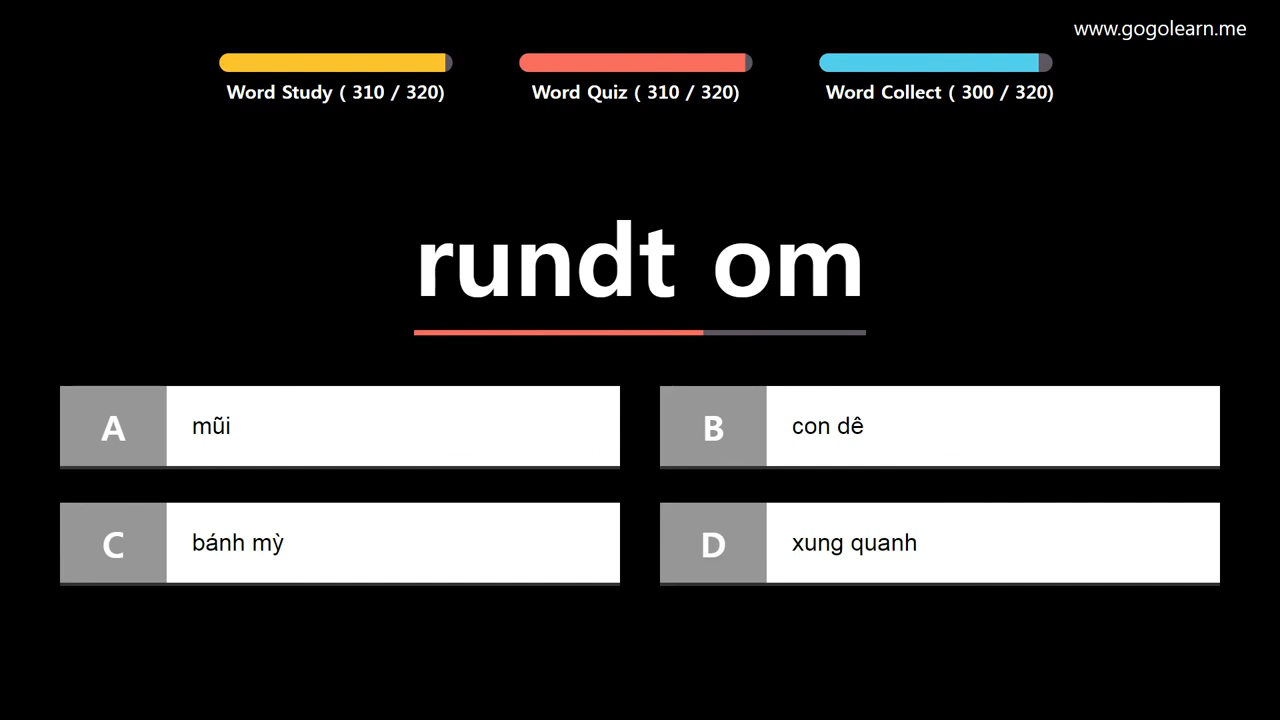 www.gogolearn.me
Word Study ( 310 / 320)
Word Quiz ( 310 / 320)
Word Collect ( 300 / 320)
rundt om
A mũi
B con dê
C bánh mỳ
D xung quanh